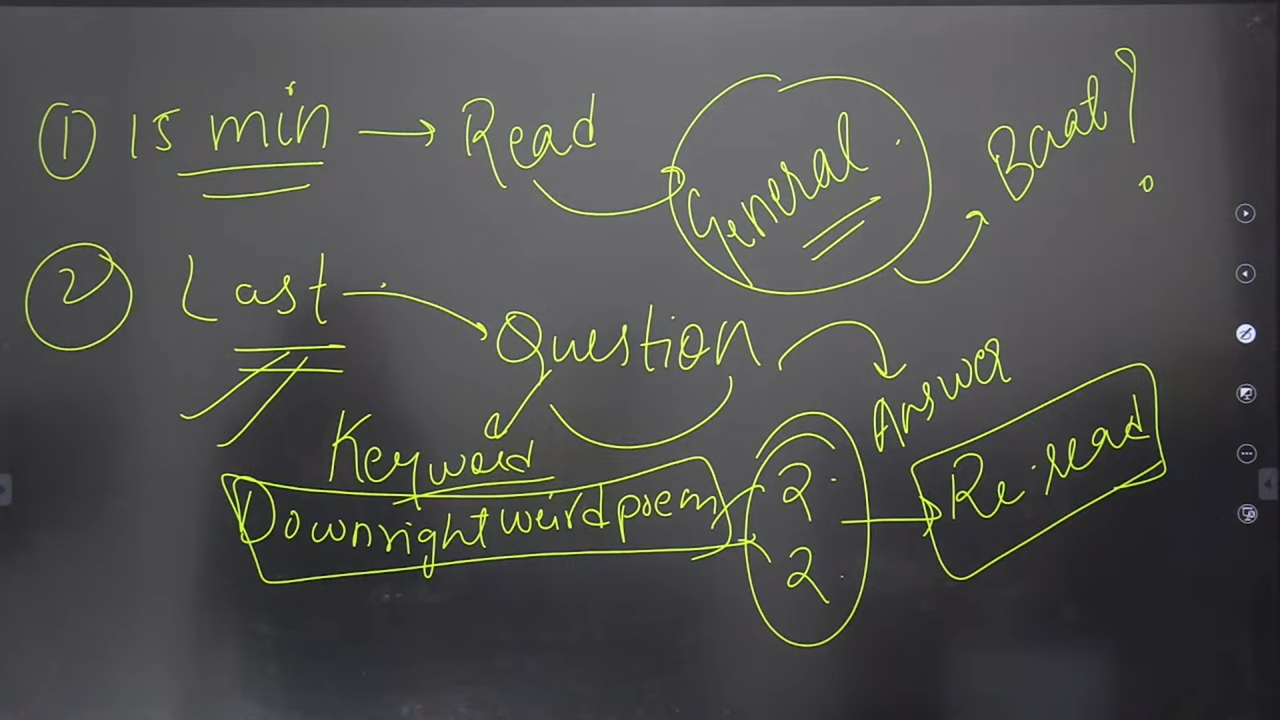 ① 15 min → Read General Baat?
② Last → Question Answer
Keyword
Downright weird poem 2 Re-read
2